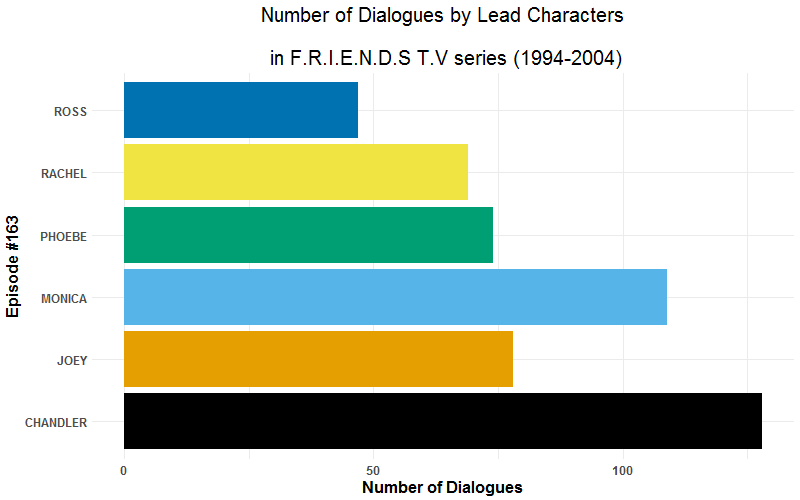 Number of Dialogues by Lead Characters
in F.R.I.E.N.D.S T.V series (1994-2004)
Episode #163
ROSS
RACHEL
PHOEBE
MONICA
JOEY
CHANDLER
0
50
100
Number of Dialogues